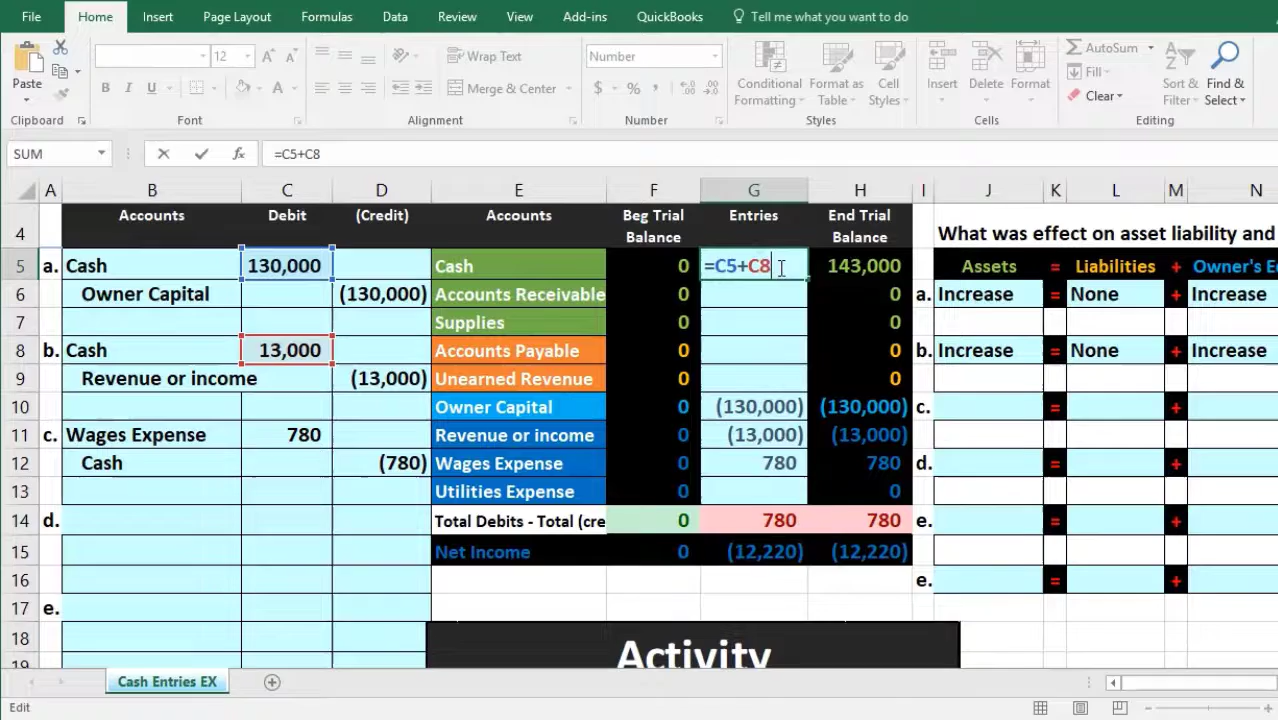 File Home Insert Page Layout Formulas Data Review View Add-ins QuickBooks Tell me what you want to do
Paste
12 A A
Wrap Text
Number
AutoSum
B I U A
Merge & Center
$ % ,
Conditional Formatting
Format as Table
Cell Styles
Insert Delete Format
Fill
Clear
Sort & Filter
Find & Select
Clipboard Font Alignment Number Styles Cells Editing
SUM fx =C5+C8
A B C D E F G H I J K L M N
4 Accounts Debit (Credit) Accounts Beg Trial Balance Entries End Trial Balance What was effect on asset liability and
5 a. Cash 130,000 Cash 0 =C5+C8 143,000 Assets = Liabilities + Owner's E
6 Owner Capital (130,000) Accounts Receivable 0 0 a. Increase = None + Increase
7 Supplies 0 0
8 b. Cash 13,000 Accounts Payable 0 0 b. Increase = None + Increase
9 Revenue or income (13,000) Unearned Revenue 0 0
10 Owner Capital 0 (130,000) (130,000) c. = +
11 c. Wages Expense 780 Revenue or income 0 (13,000) (13,000)
12 Cash (780) Wages Expense 0 780 780 d. = +
13 Utilities Expense 0 0
14 d. Total Debits - Total (cre 0 780 780 e. = +
15 Net Income 0 (12,220) (12,220)
16 e. = +
17 e.
18 Activity
19
Cash Entries EX
Edit